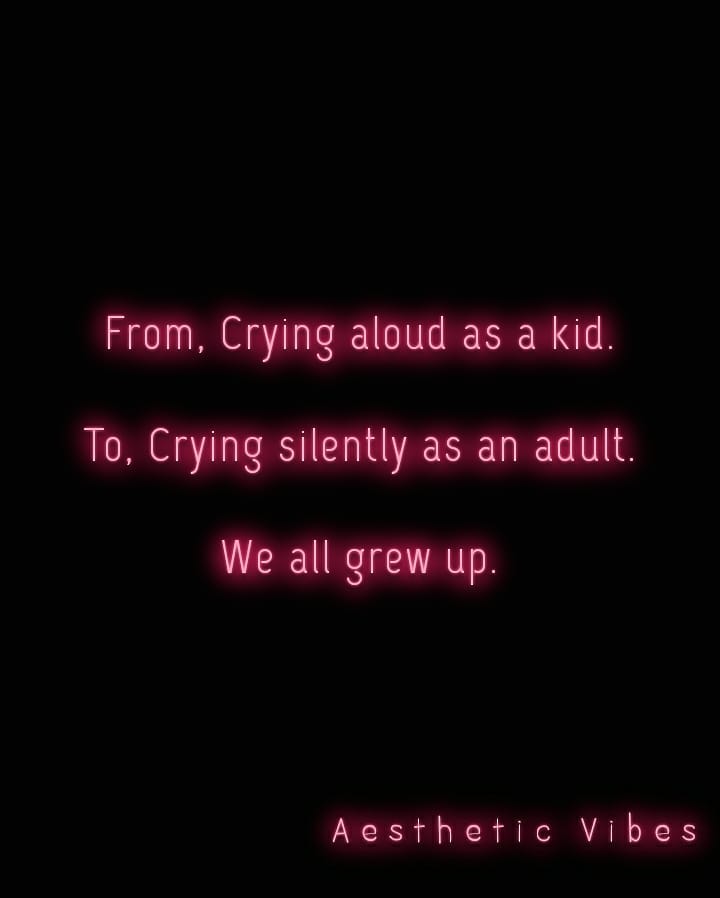 From, Crying aloud as a kid.
To, Crying silently as an adult.
We all grew up.
Aesthetic Vibes